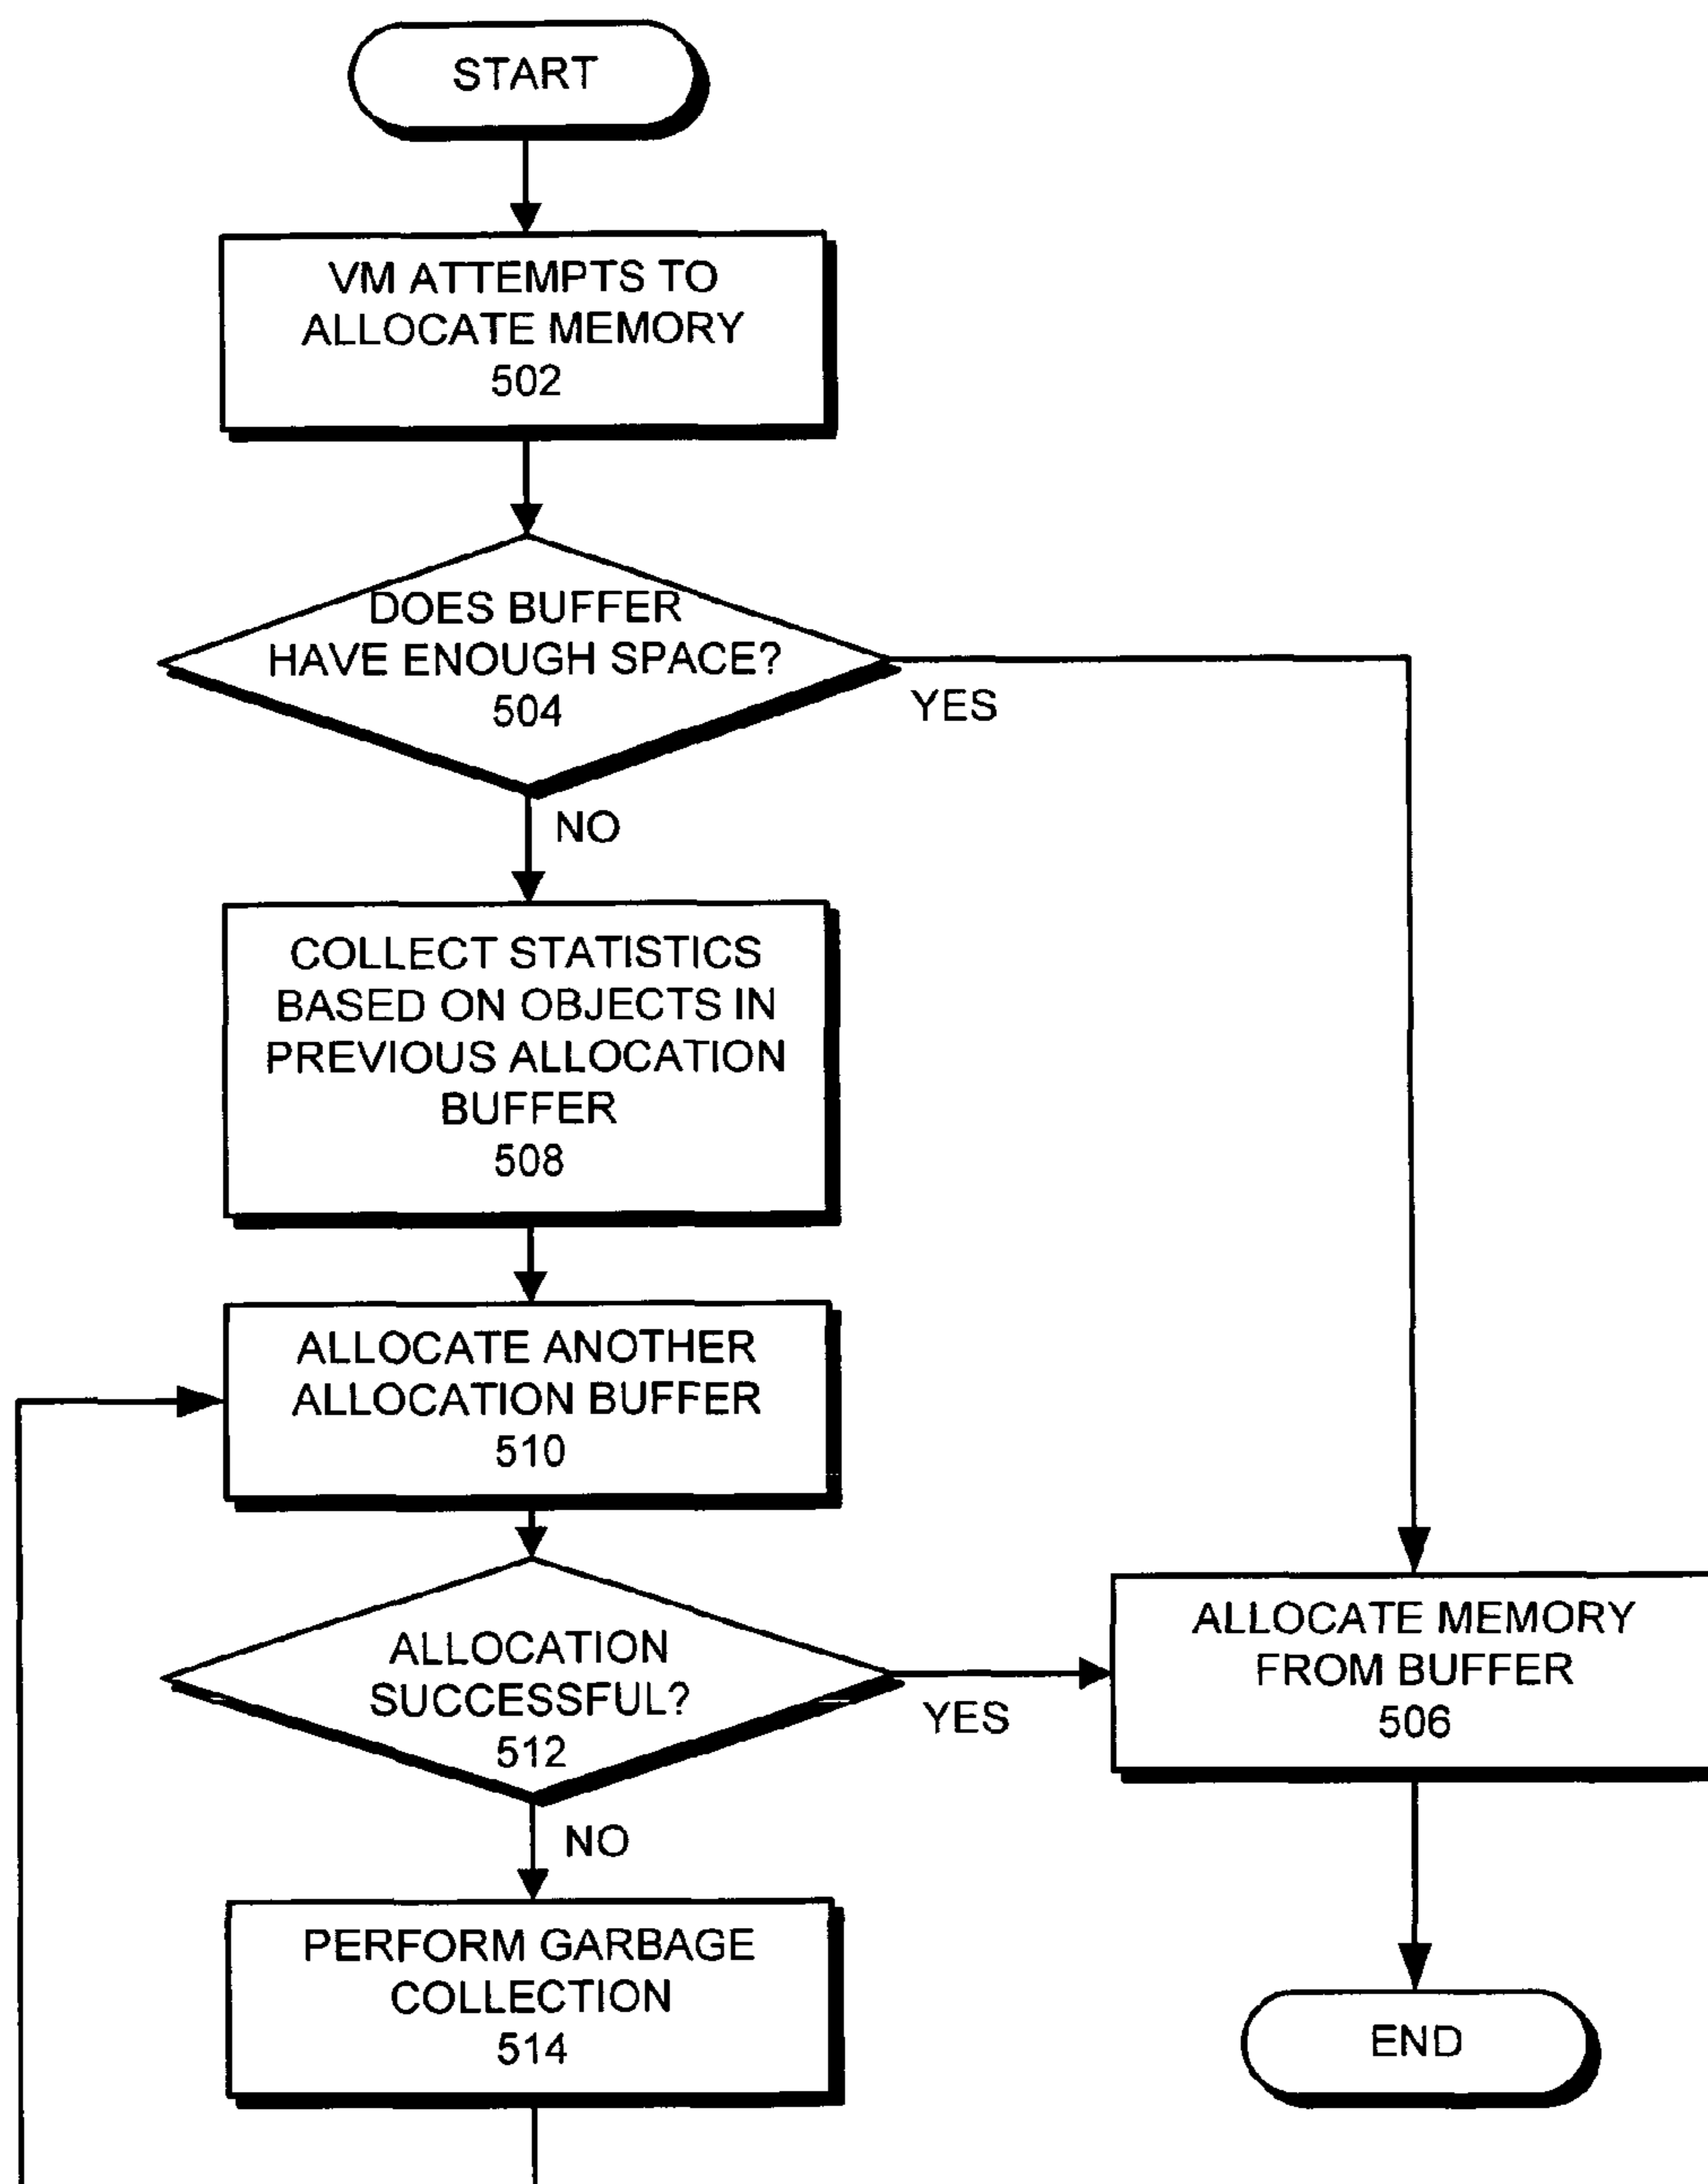 START
VM ATTEMPTS TO
ALLOCATE MEMORY
502
DOES BUFFER
HAVE ENOUGH SPACE?
504
YES
NO
COLLECT STATISTICS
BASED ON OBJECTS IN
PREVIOUS ALLOCATION
BUFFER
508
ALLOCATE ANOTHER
ALLOCATION BUFFER
510
ALLOCATION
SUCCESSFUL?
512
YES
ALLOCATE MEMORY
FROM BUFFER
506
NO
PERFORM GARBAGE
COLLECTION
514
END